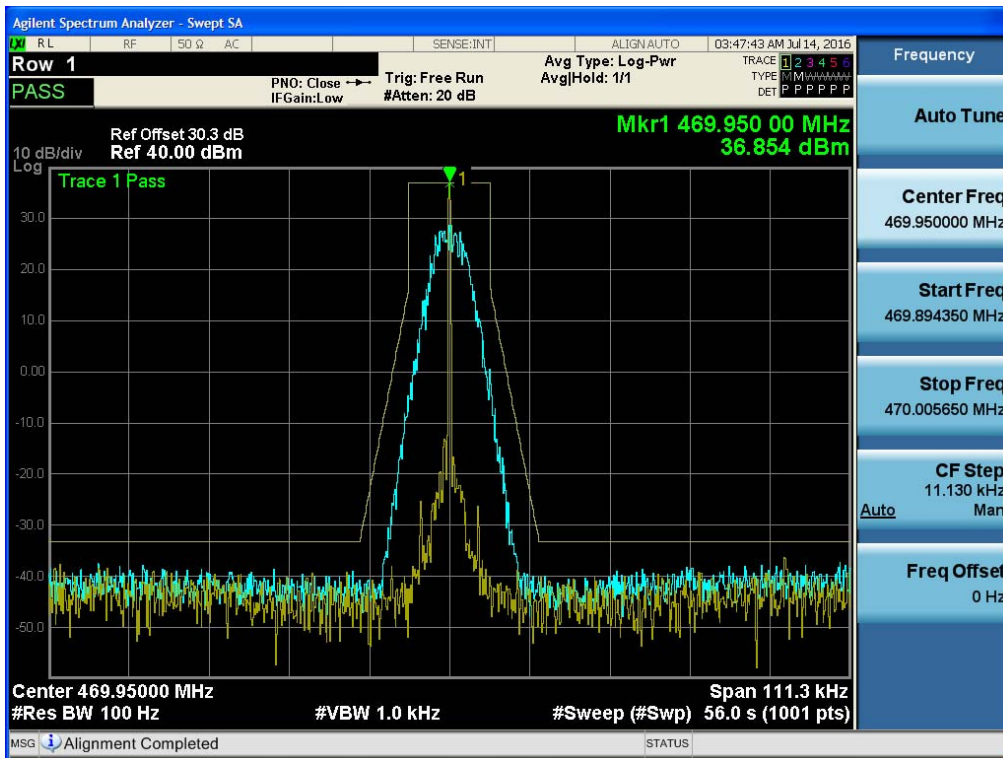 Agilent Spectrum Analyzer - Swept SA
LXI RL RF 50 Ω AC SENSE:INT ALIGN AUTO 03:47:43 AM Jul 14, 2016
Row 1
PASS
PNO: Close
IFGain:Low
Trig: Free Run
#Atten: 20 dB
Avg Type: Log-Pwr
Avg|Hold: 1/1
TRACE 1 2 3 4 5 6
TYPE M M W W W W
DET P P P P P P
Mkr1 469.950 00 MHz
36.854 dBm
Ref Offset 30.3 dB
10 dB/div Ref 40.00 dBm
Log
Trace 1 Pass
1
30.0
20.0
10.0
0.00
-10.0
-20.0
-30.0
-40.0
-50.0
Center 469.95000 MHz Span 111.3 kHz
#Res BW 100 Hz #VBW 1.0 kHz #Sweep (#Swp) 56.0 s (1001 pts)
MSG Alignment Completed STATUS
Frequency
Auto Tune
Center Freq
469.950000 MHz
Start Freq
469.894350 MHz
Stop Freq
470.005650 MHz
CF Step
11.130 kHz
Auto Man
Freq Offset
0 Hz